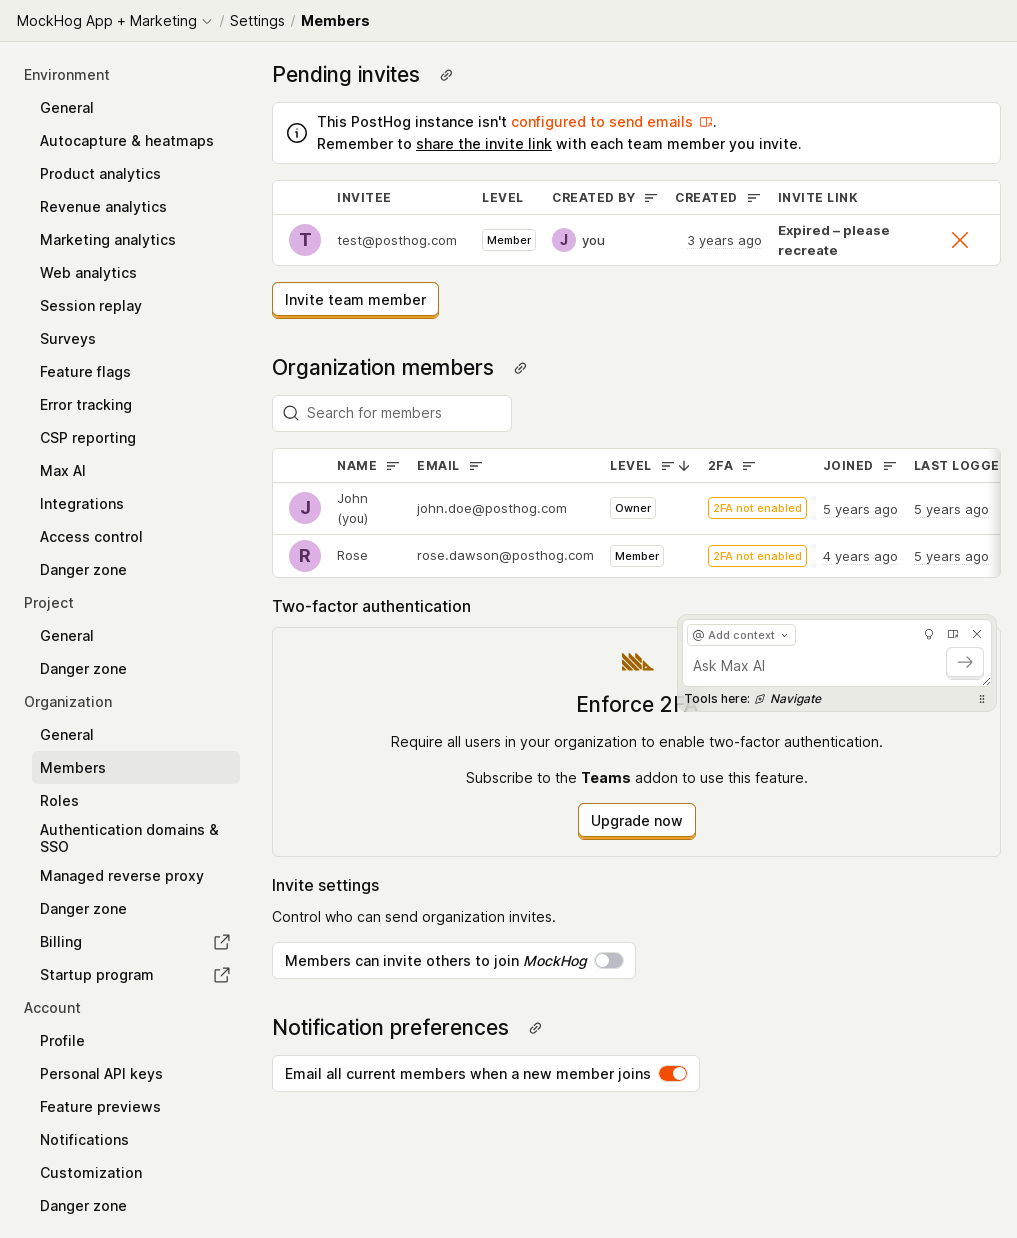 MockHog App + Marketing / Settings / Members
Environment
General
Autocapture & heatmaps
Product analytics
Revenue analytics
Marketing analytics
Web analytics
Session replay
Surveys
Feature flags
Error tracking
CSP reporting
Max AI
Integrations
Access control
Danger zone
Project
General
Danger zone
Organization
General
Members
Roles
Authentication domains &
SSO
Managed reverse proxy
Danger zone
Billing
Startup program
Account
Profile
Personal API keys
Feature previews
Notifications
Customization
Danger zone
Pending invites
This PostHog instance isn't configured to send emails.
Remember to share the invite link with each team member you invite.
INVITEE LEVEL CREATED BY CREATED INVITE LINK
T test@posthog.com Member J you 3 years ago Expired – please
recreate
Invite team member
Organization members
Search for members
NAME EMAIL LEVEL 2FA JOINED LAST LOGGE
J John
(you) john.doe@posthog.com Owner 2FA not enabled 5 years ago 5 years ago
R Rose rose.dawson@posthog.com Member 2FA not enabled 4 years ago 5 years ago
Two-factor authentication
@ Add context
Ask Max AI
Tools here: Navigate
Enforce 2FA
Require all users in your organization to enable two-factor authentication.
Subscribe to the Teams addon to use this feature.
Upgrade now
Invite settings
Control who can send organization invites.
Members can invite others to join MockHog
Notification preferences
Email all current members when a new member joins